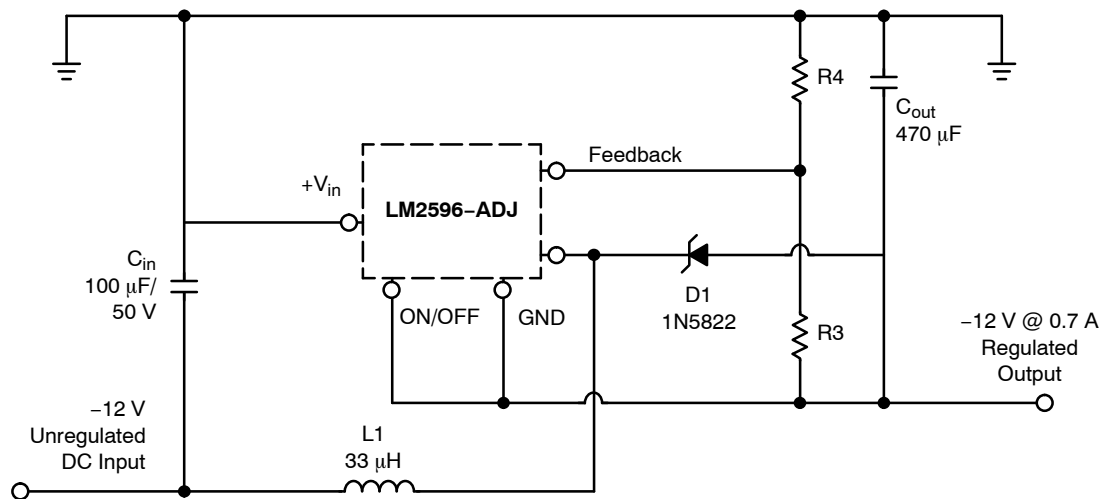 R4
C_out
470 μF
Feedback
+V_in
LM2596−ADJ
C_in
100 μF/
50 V
D1
1N5822
ON/OFF
GND
R3
−12 V @ 0.7 A
Regulated
Output
−12 V
Unregulated
DC Input
L1
33 μH